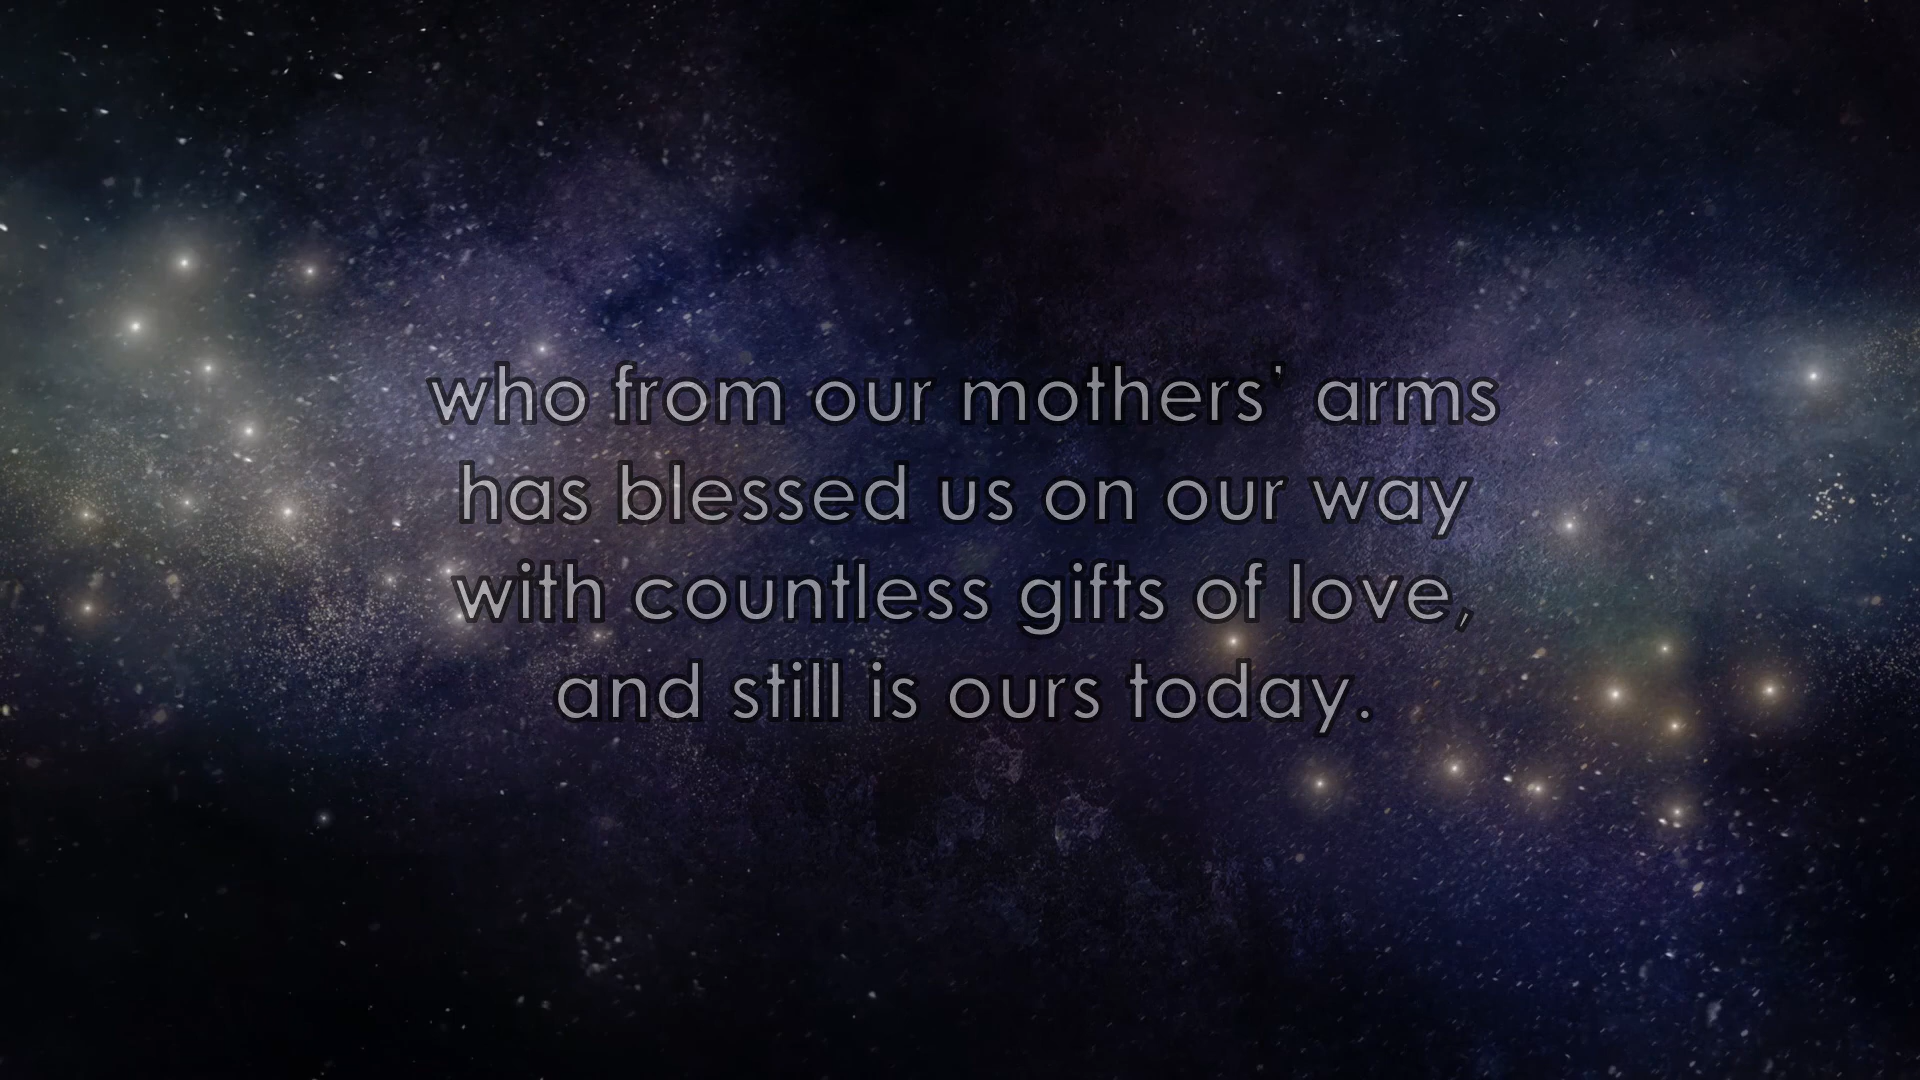 who from our mothers' arms
has blessed us on our way
with countless gifts of love,
and still is ours today.